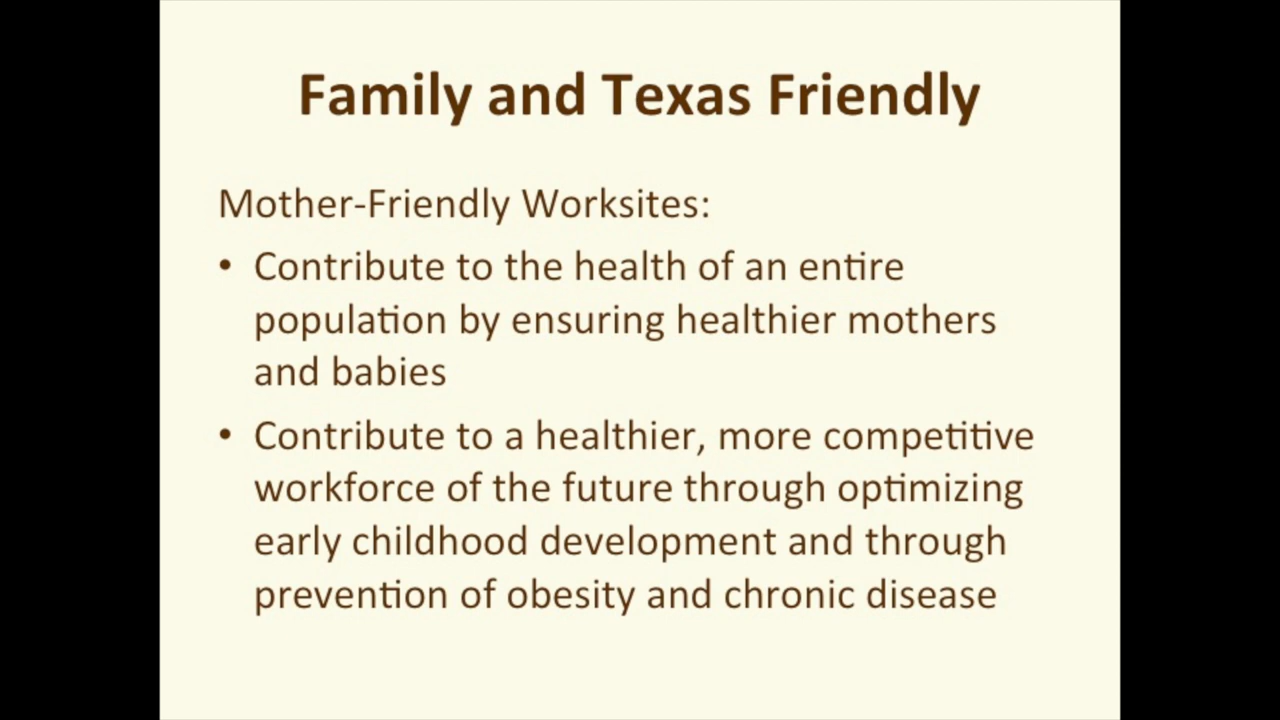 Family and Texas Friendly
Mother-Friendly Worksites:
• Contribute to the health of an entire
population by ensuring healthier mothers
and babies
• Contribute to a healthier, more competitive
workforce of the future through optimizing
early childhood development and through
prevention of obesity and chronic disease